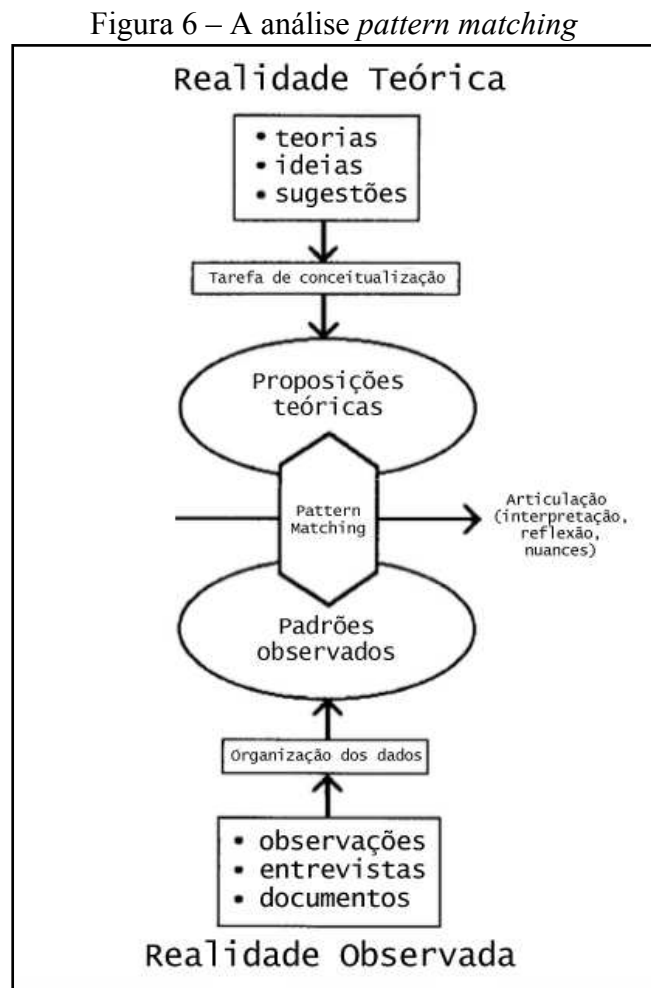 Figura 6 – A análise pattern matching
Realidade Teórica
• teorias
• ideias
• sugestões
Tarefa de conceitualização
Proposições
teóricas
Pattern
Matching
Articulação
(interpretação,
reflexão,
nuances)
Padrões
observados
Organização dos dados
• observações
• entrevistas
• documentos
Realidade Observada